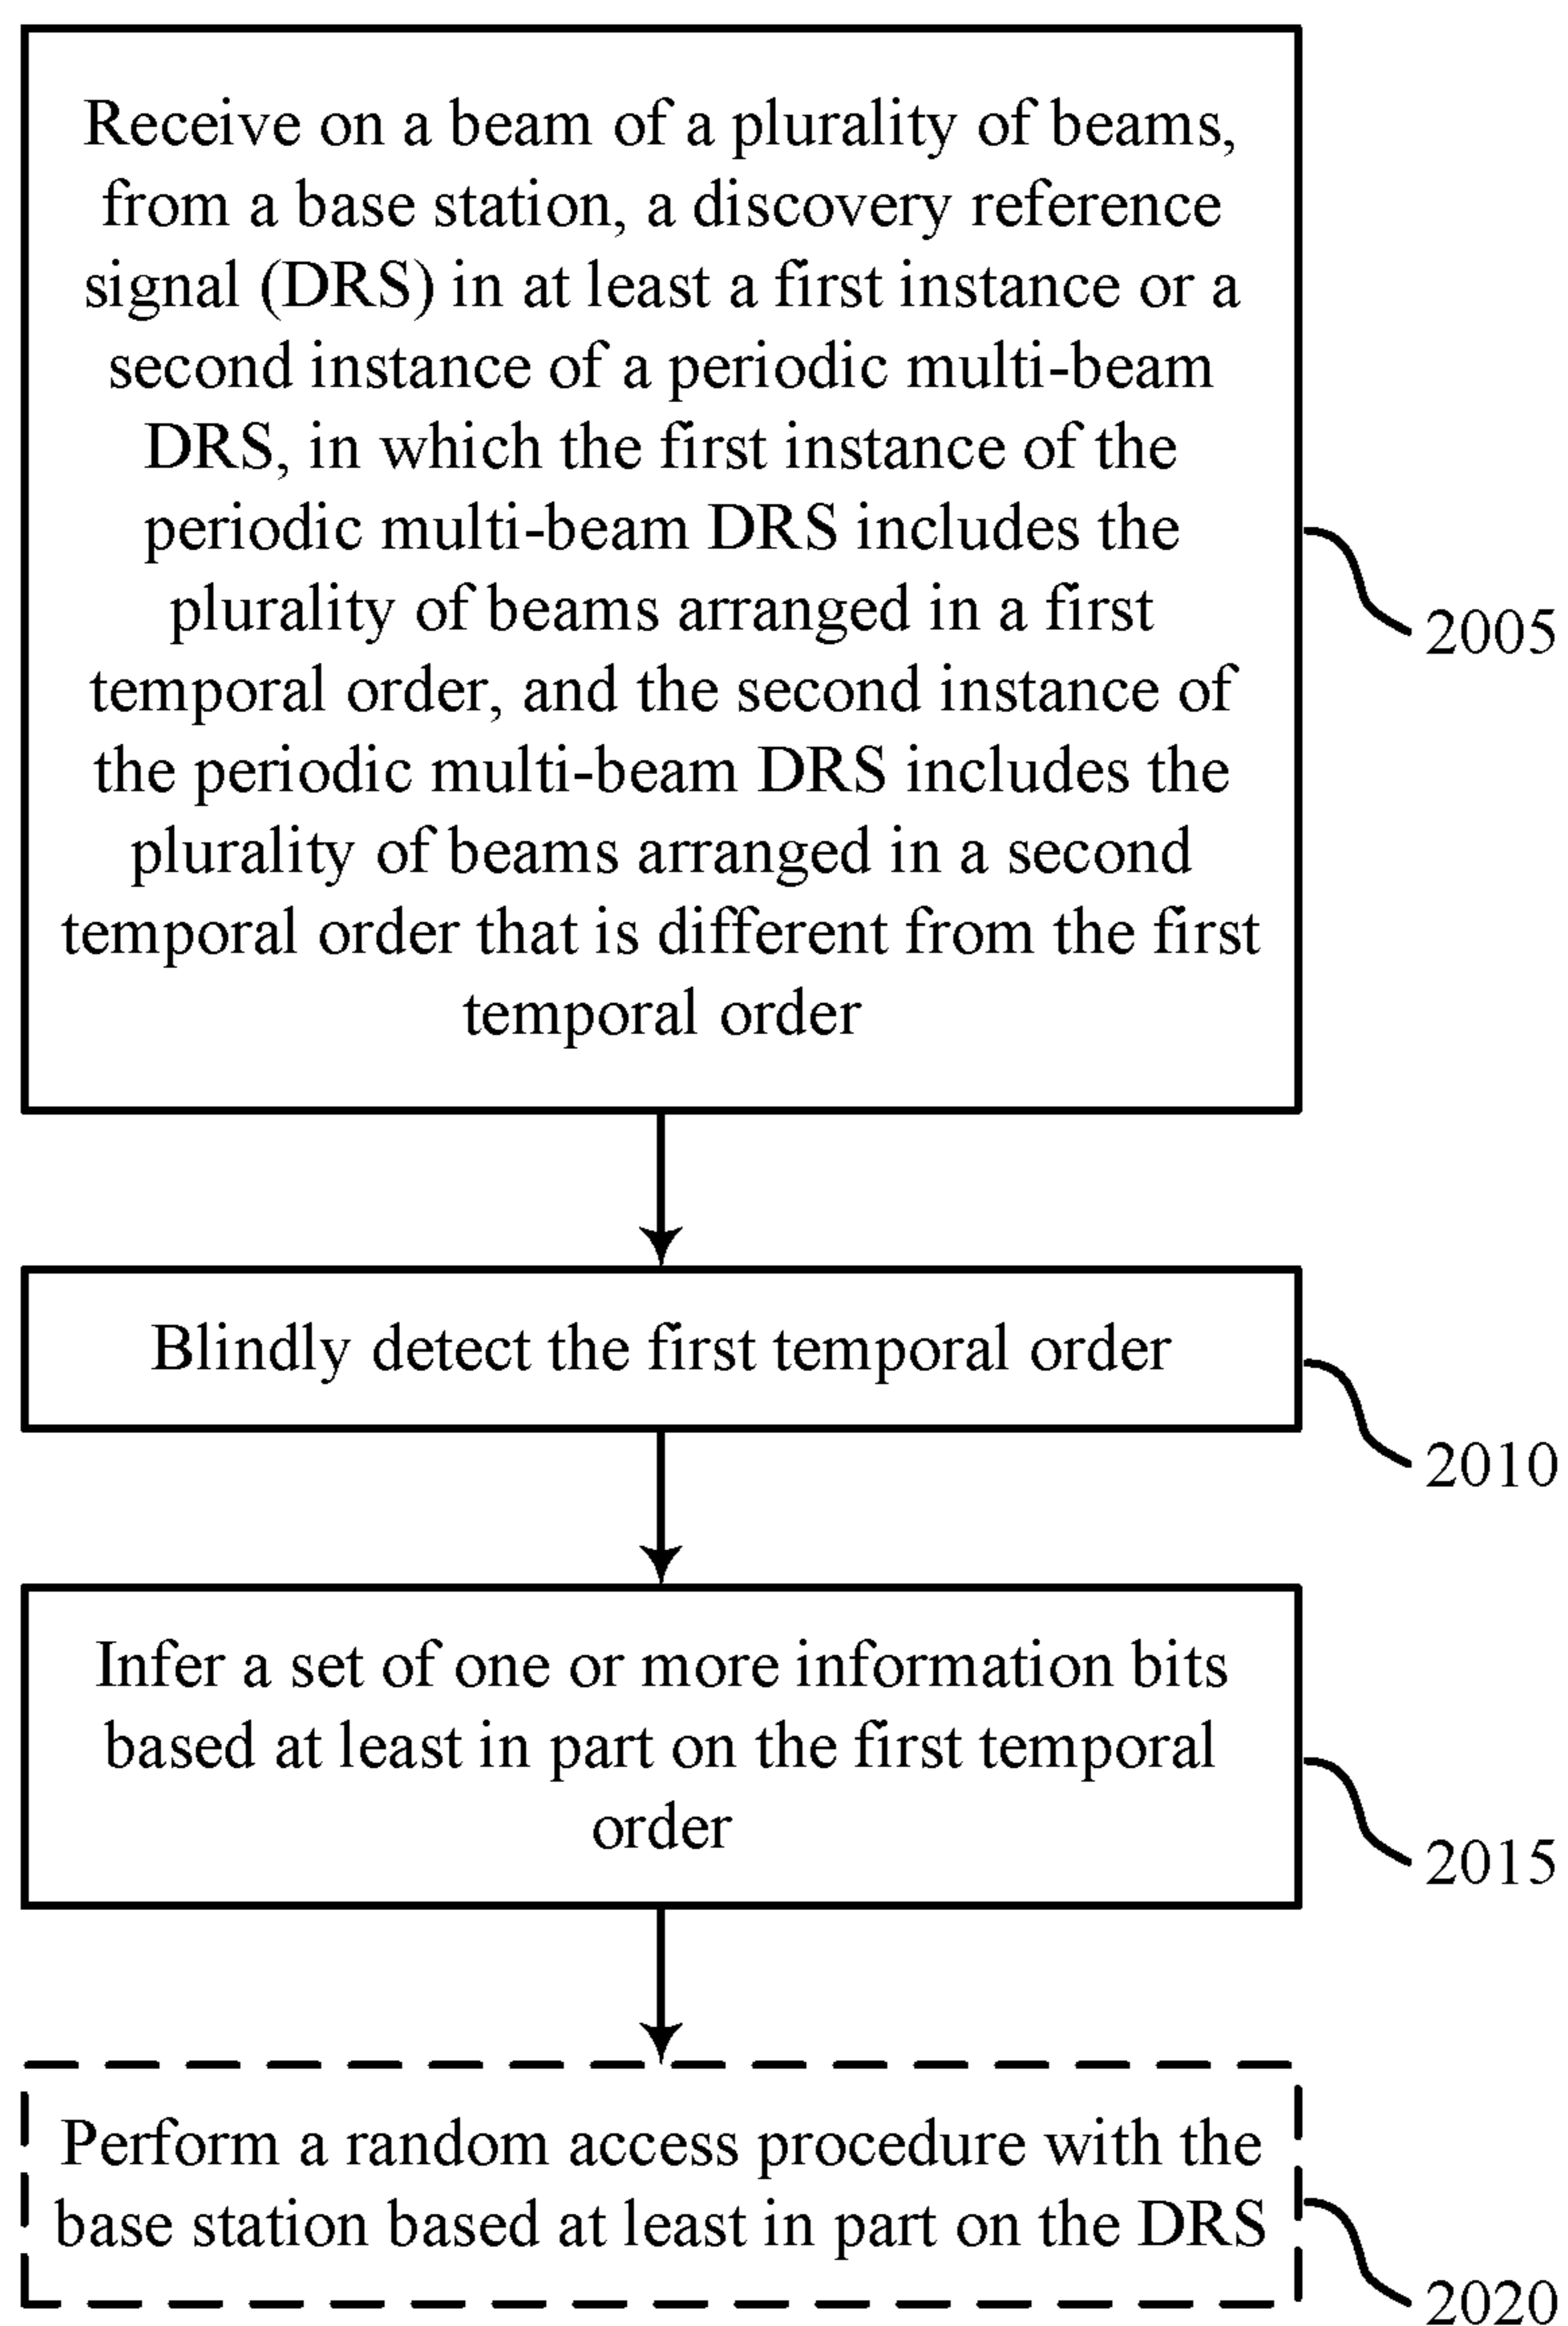 Receive on a beam of a plurality of beams,
from a base station, a discovery reference
signal (DRS) in at least a first instance or a
second instance of a periodic multi-beam
DRS, in which the first instance of the
periodic multi-beam DRS includes the
plurality of beams arranged in a first
temporal order, and the second instance of
the periodic multi-beam DRS includes the
plurality of beams arranged in a second
temporal order that is different from the first
temporal order
2005
Blindly detect the first temporal order
2010
Infer a set of one or more information bits
based at least in part on the first temporal
order
2015
Perform a random access procedure with the
base station based at least in part on the DRS
2020